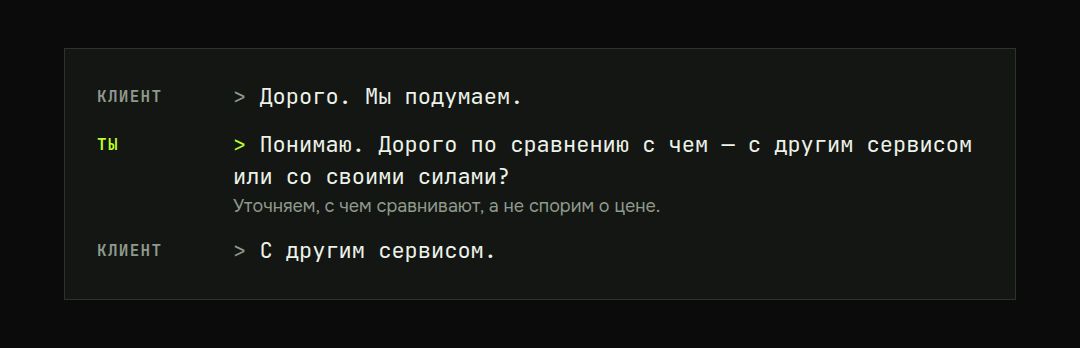 КЛИЕНТ > Дорого. Мы подумаем.
ТЫ > Понимаю. Дорого по сравнению с чем — с другим сервисом
или со своими силами?
Уточняем, с чем сравнивают, а не спорим о цене.
КЛИЕНТ > С другим сервисом.